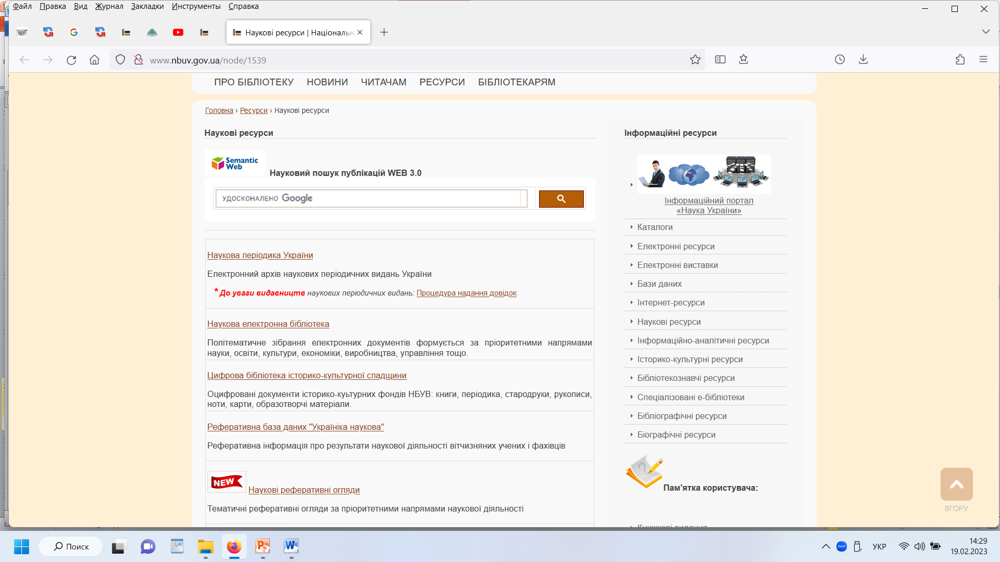 Файл Правка Вид Журнал Закладки Инструменты Справка
Наукові ресурси | Національн
www.nbuv.gov.ua/node/1539
ПРО БІБЛІОТЕКУ НОВИНИ ЧИТАЧАМ РЕСУРСИ БІБЛІОТЕКАРЯМ
Головна › Ресурси › Наукові ресурси
Наукові ресурси
Semantic
Web
Науковий пошук публікацій WEB 3.0
УДОСКОНАЛЕНО Google
Наукова періодика України
Електронний архів наукових періодичних видань України
* До уваги видавництв наукових періодичних видань: Процедура надання довідок
Наукова електронна бібліотека
Політематичне зібрання електронних документів формується за пріоритетними напрямами
науки, освіти, культури, економіки, виробництва, управління тощо.
Цифрова бібліотека історико-культурної спадщини
Оцифровані документи історико-куьтурних фондів НБУВ: книги, періодика, стародруки, рукописи,
ноти, карти, образотворчі матеріали.
Реферативна база даних "Україніка наукова"
Реферативна інформація про результати наукової діяльності вітчизняних учених і фахівців
NEW
Наукові реферативні огляди
Тематичні реферативні огляди за пріоритетними напрямами наукової діяльності
Інформаційні ресурси
Інформаційний портал
«Наука України»
Каталоги
Електронні ресурси
Електронні виставки
Бази даних
Інтернет-ресурси
Наукові ресурси
Інформаційно-аналітичні ресурси
Історико-культурні ресурси
Бібліотекознавчі ресурси
Спеціалізовані е-бібліотеки
Бібліографічні ресурси
Біографічні ресурси
Пам'ятка користувача:
Книжкові видання
ВГОРУ
Поиск
zoom
УКР
14:29
19.02.2023